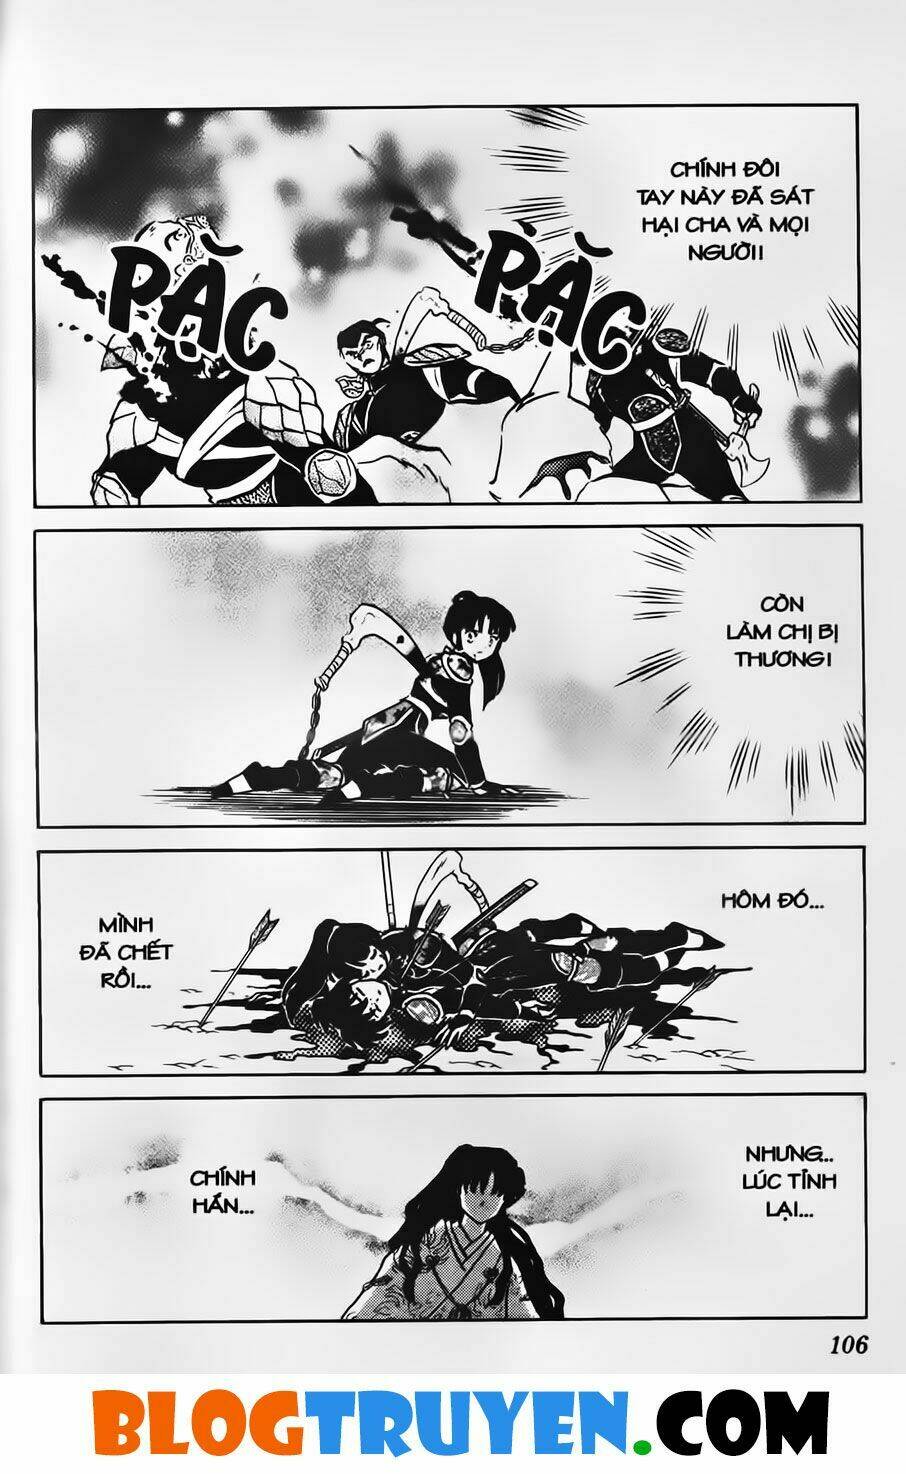 CHÍNH ĐÔI
TAY NÀY ĐÃ SÁT
HẠI CHA VÀ MỌI
NGƯỜI!
PẶC
PẶC
CÒN
LÀM CHỊ BỊ
THƯƠNG!
HÔM ĐÓ...
MÌNH
ĐÃ CHẾT
RỒI...
NHƯNG...
LÚC TỈNH
LẠI...
CHÍNH
HẮN...
106
BLOGTRUYEN.COM